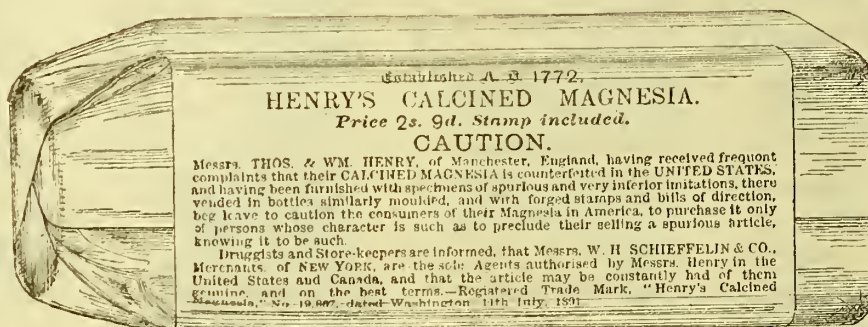 Established A. D. 1772.
HENRY'S CALCINED MAGNESIA.
Price 2s. 9d. Stamp included.
CAUTION.
Messrs. THOS. & WM. HENRY, of Manchester, England, having received frequent
complaints that their CALCINED MAGNESIA is counterfeited in the UNITED STATES,
and having been furnished with specimens of spurious and very inferior imitations, there
vended in bottles similarly moulded, and with forged stamps and bills of direction,
beg leave to caution the consumers of their Magnesia in America, to purchase it only
of persons whose character is such as to preclude their selling a spurious article,
knowing it to be such.
Druggists and Store-keepers are informed, that Messrs. W. H SCHIEFFELIN & CO.,
Merchants, of NEW YORK, are the sole Agents authorised by Messrs. Henry in the
United States and Canada, and that the article may be constantly had of them
genuine, and on the best terms.—Registered Trade Mark, "Henry's Calcined
Magnesia," No. 19,867, dated Washington 11th July, 1891